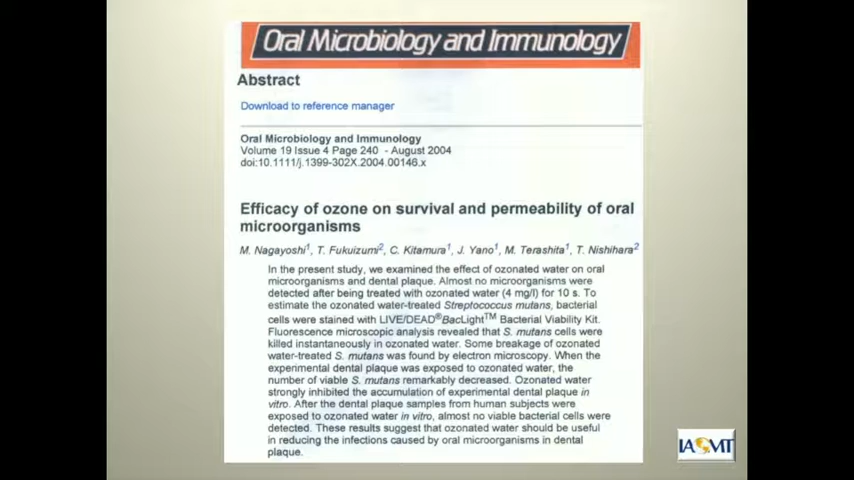 Oral Microbiology and Immunology
Abstract
Download to reference manager
Oral Microbiology and Immunology
Volume 19 Issue 4 Page 240 - August 2004
doi:10.1111/j.1399-302X.2004.00146.x
Efficacy of ozone on survival and permeability of oral
microorganisms
M. Nagayoshi1, T. Fukuizumi2, C. Kitamura1, J. Yano1, M. Terashita1, T. Nishihara2
In the present study, we examined the effect of ozonated water on oral
microorganisms and dental plaque. Almost no microorganisms were
detected after being treated with ozonated water (4 mg/l) for 10 s. To
estimate the ozonated water-treated Streptococcus mutans, bacterial
cells were stained with LIVE/DEAD®BacLight™ Bacterial Viability Kit.
Fluorescence microscopic analysis revealed that S. mutans cells were
killed instantaneously in ozonated water. Some breakage of ozonated
water-treated S. mutans was found by electron microscopy. When the
experimental dental plaque was exposed to ozonated water, the
number of viable S. mutans remarkably decreased. Ozonated water
strongly inhibited the accumulation of experimental dental plaque in
vitro. After the dental plaque samples from human subjects were
exposed to ozonated water in vitro, almost no viable bacterial cells were
detected. These results suggest that ozonated water should be useful
in reducing the infections caused by oral microorganisms in dental
plaque.
IAOMT